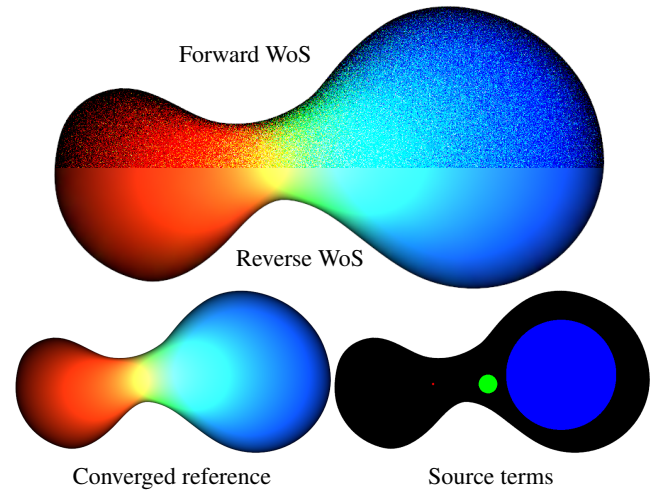 Forward WoS
Reverse WoS
Converged reference
Source terms